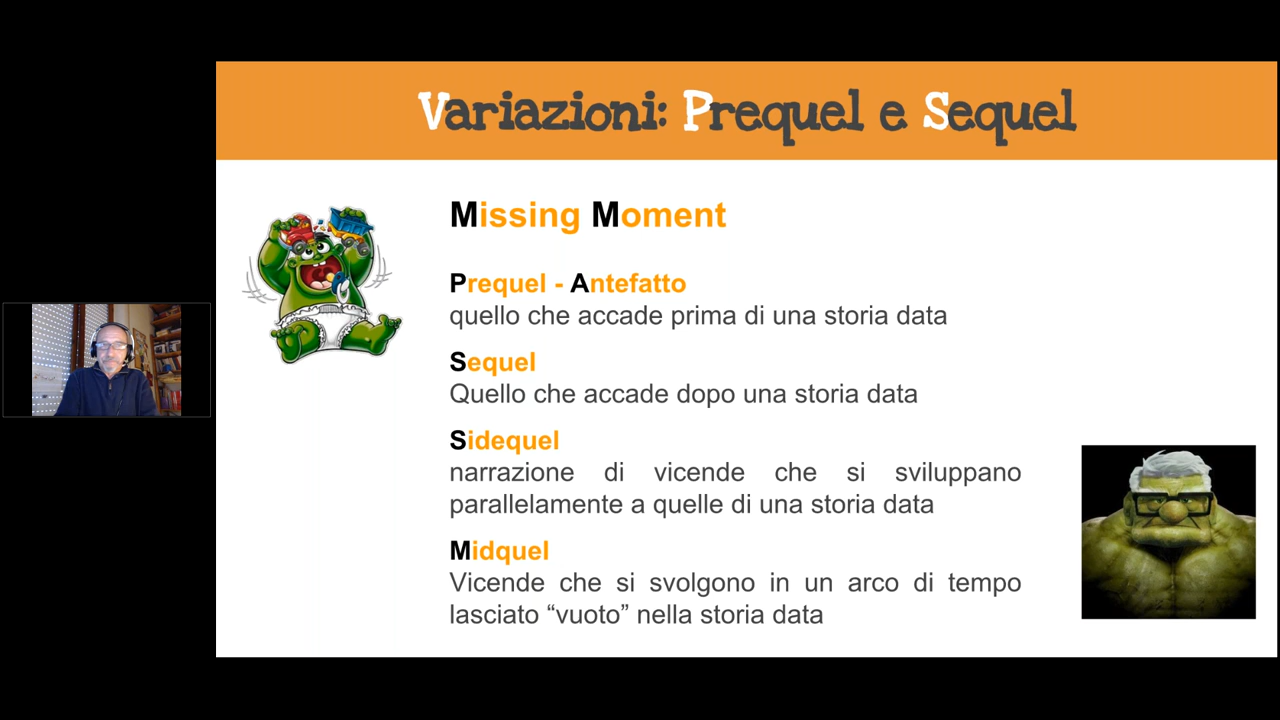 Variazioni: Prequel e Sequel
Missing Moment
Prequel - Antefatto
quello che accade prima di una storia data
Sequel
Quello che accade dopo una storia data
Sidequel
narrazione di vicende che si sviluppano
parallelamente a quelle di una storia data
Midquel
Vicende che si svolgono in un arco di tempo
lasciato “vuoto” nella storia data